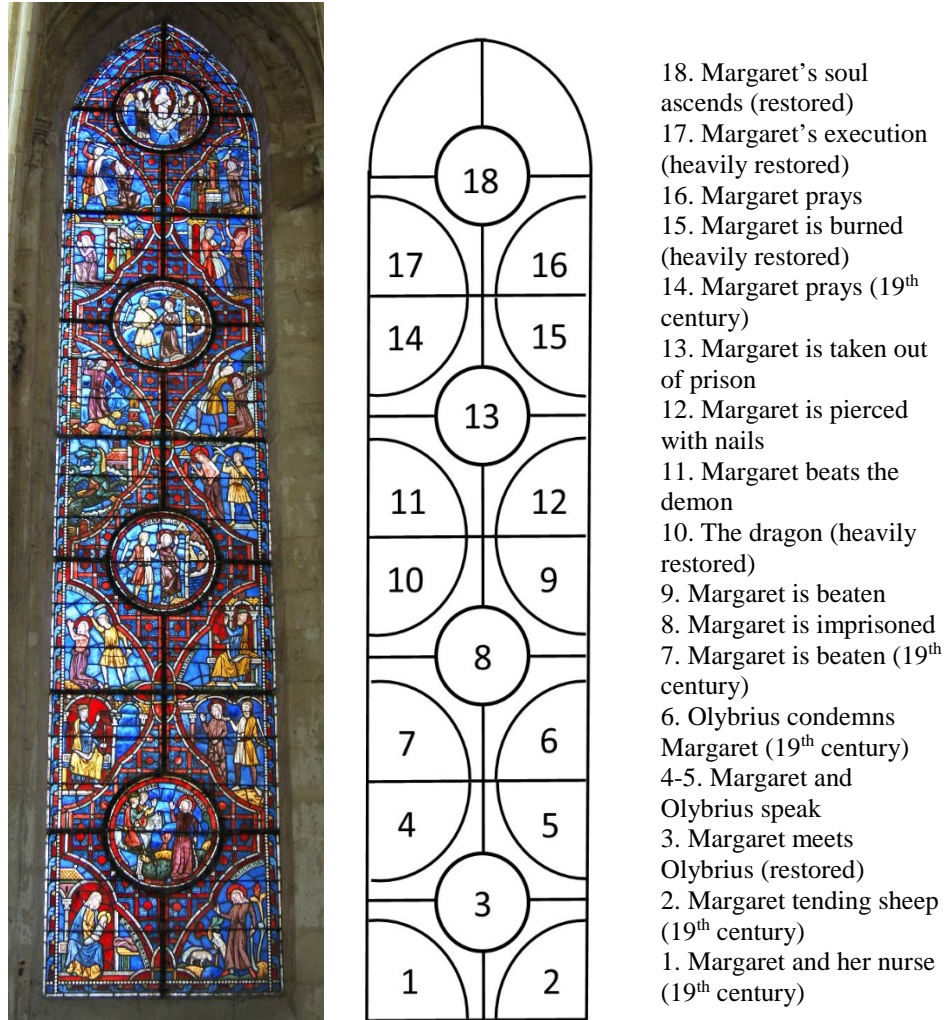 18
17 16
14 15
13
11 12
10 9
8
7 6
4 5
3
1 2
18. Margaret’s soul
ascends (restored)
17. Margaret’s execution
(heavily restored)
16. Margaret prays
15. Margaret is burned
(heavily restored)
14. Margaret prays (19th
century)
13. Margaret is taken out
of prison
12. Margaret is pierced
with nails
11. Margaret beats the
demon
10. The dragon (heavily
restored)
9. Margaret is beaten
8. Margaret is imprisoned
7. Margaret is beaten (19th
century)
6. Olybrius condemns
Margaret (19th century)
4-5. Margaret and
Olybrius speak
3. Margaret meets
Olybrius (restored)
2. Margaret tending sheep
(19th century)
1. Margaret and her nurse
(19th century)